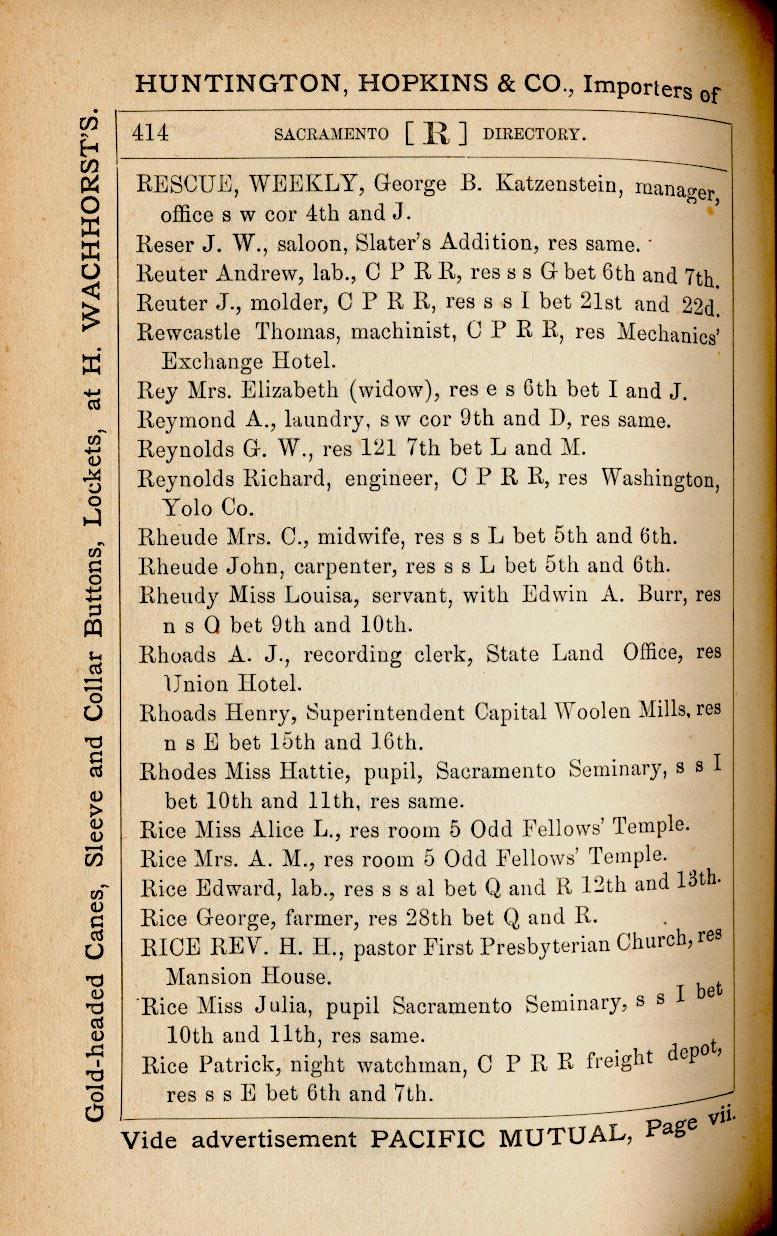 HUNTINGTON, HOPKINS & CO., Importers of
414 SACRAMENTO [ R ] DIRECTORY.
RESCUE, WEEKLY, George B. Katzenstein, manager,
office s w cor 4th and J.
Reser J. W., saloon, Slater's Addition, res same.
Reuter Andrew, lab., C P R R, res s s G bet 6th and 7th.
Reuter J., molder, C P R R, res s s I bet 21st and 22d.
Rewcastle Thomas, machinist, C P R R, res Mechanics'
Exchange Hotel.
Rey Mrs. Elizabeth (widow), res e s 6th bet I and J.
Reymond A., laundry, s w cor 9th and D, res same.
Reynolds G. W., res 121 7th bet L and M.
Reynolds Richard, engineer, C P R R, res Washington,
Yolo Co.
Rheude Mrs. C., midwife, res s s L bet 5th and 6th.
Rheude John, carpenter, res s s L bet 5th and 6th.
Rheudy Miss Louisa, servant, with Edwin A. Burr, res
n s Q bet 9th and 10th.
Rhoads A. J., recording clerk, State Land Office, res
Union Hotel.
Rhoads Henry, Superintendent Capital Woolen Mills, res
n s E bet 15th and 16th.
Rhodes Miss Hattie, pupil, Sacramento Seminary, s s I
bet 10th and 11th, res same.
Rice Miss Alice L., res room 5 Odd Fellows' Temple.
Rice Mrs. A. M., res room 5 Odd Fellows' Temple.
Rice Edward, lab., res s s al bet Q and R 12th and 13th.
Rice George, farmer, res 28th bet Q and R.
RICE REV. H. H., pastor First Presbyterian Church, res
Mansion House.
Rice Miss Julia, pupil Sacramento Seminary, s s I bet
10th and 11th, res same.
Rice Patrick, night watchman, C P R R freight depot,
res s s E bet 6th and 7th.
Vide advertisement PACIFIC MUTUAL, Page vii.
Gold-headed Canes, Sleeve and Collar Buttons, Lockets, at H. WACHHORST'S.